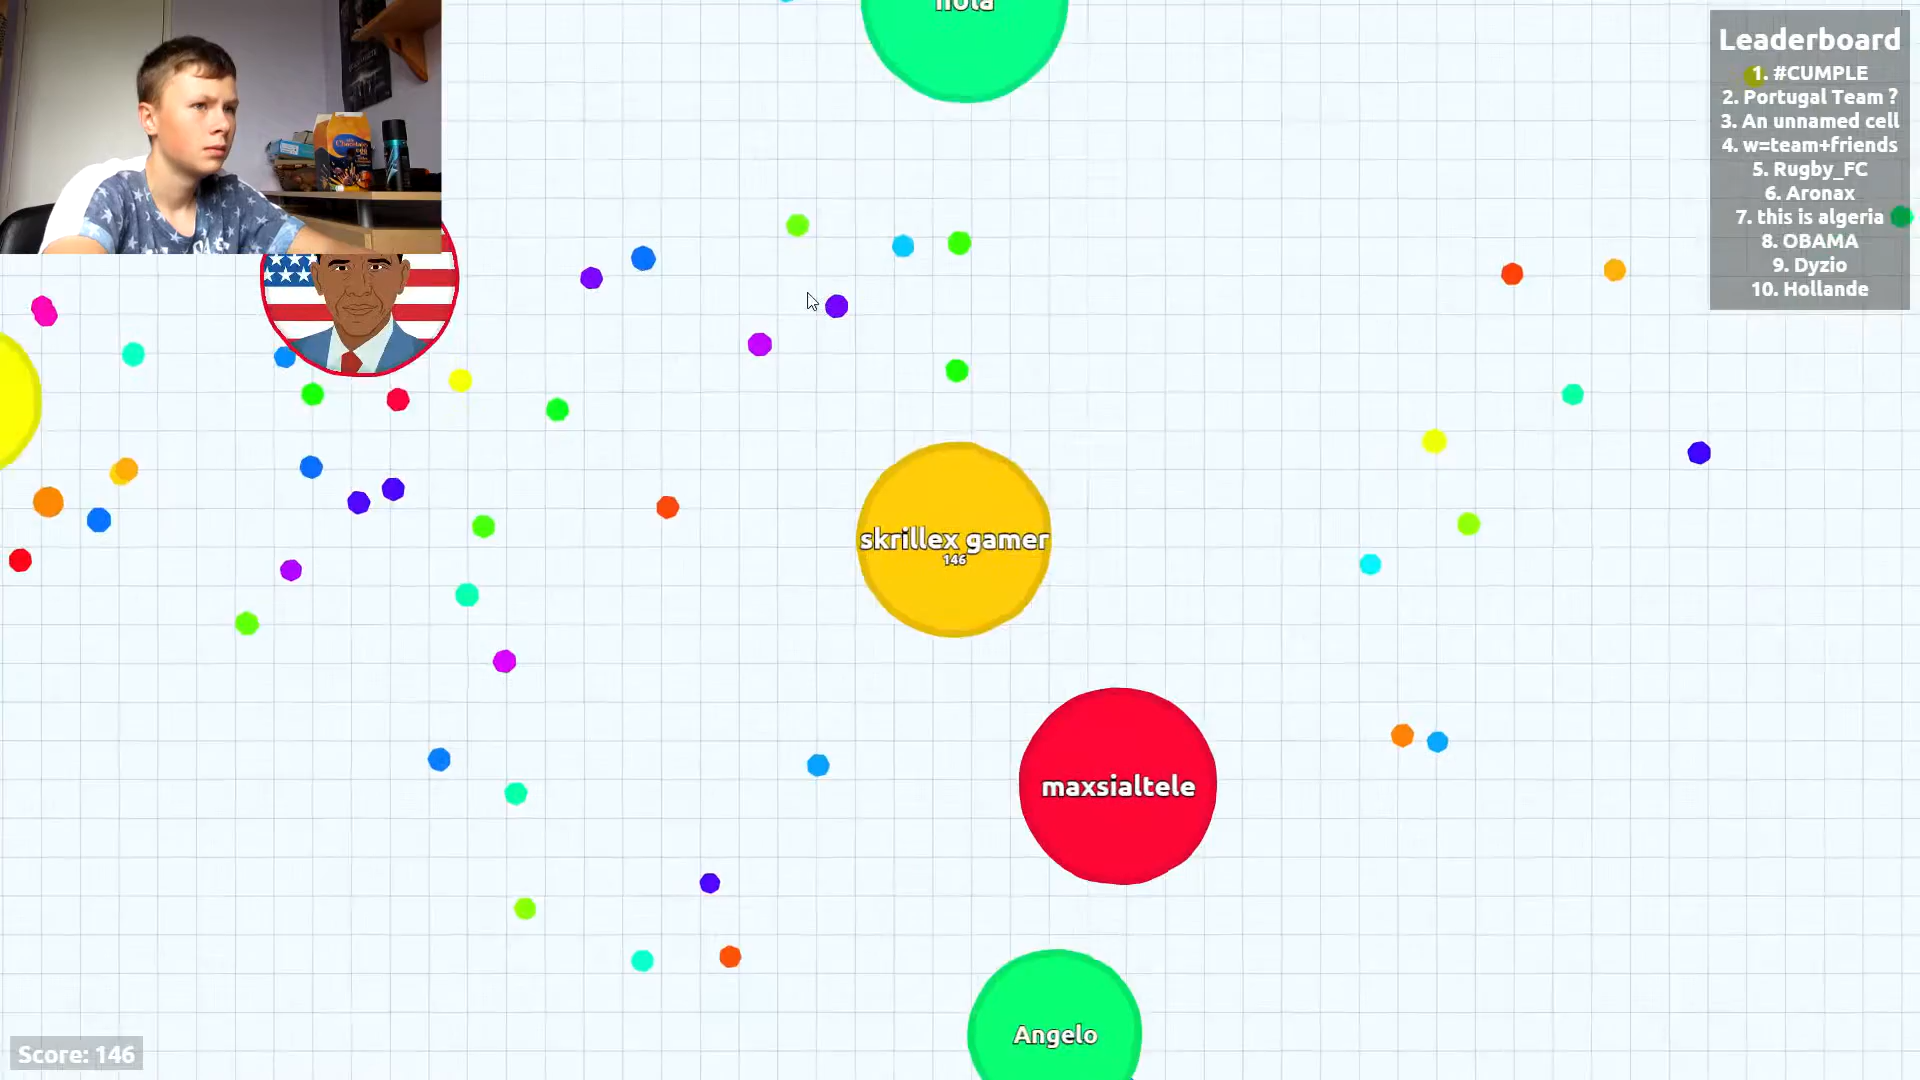 hola
Leaderboard
1. #CUMPLE
2. Portugal Team ?
3. An unnamed cell
4. w=team+friends
5. Rugby_FC
6. Aronax
7. this is algeria
8. OBAMA
9. Dyzio
10. Hollande
skrillex gamer
146
maxsialtele
Angelo
Score: 146